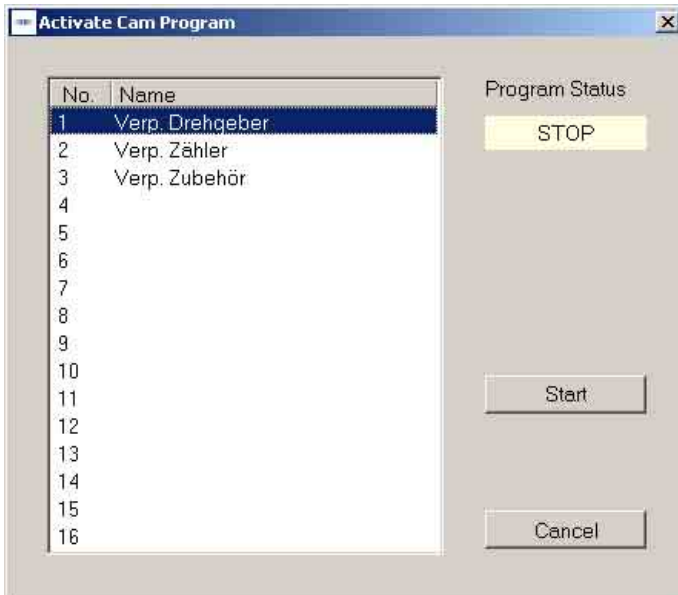 Activate Cam Program
No. Name
1 Verp. Drehgeber
2 Verp. Zähler
3 Verp. Zubehör
4
5
6
7
8
9
10
11
12
13
14
15
16
Program Status
STOP
Start
Cancel